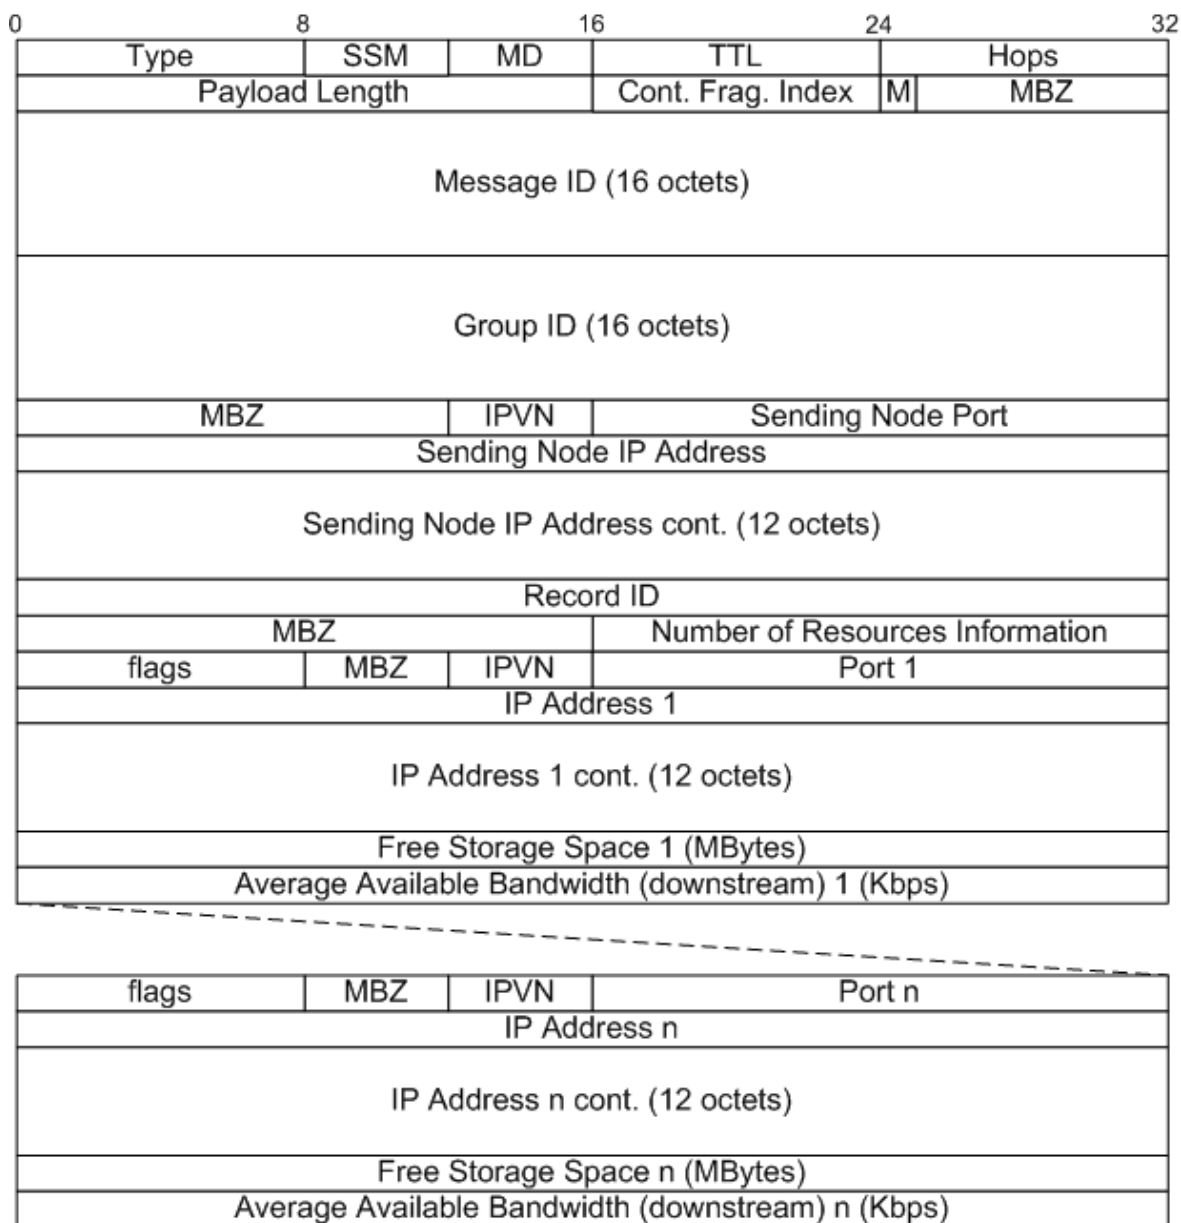 0 8 16 24 32
Type SSM MD TTL Hops
Payload Length Cont. Frag. Index M MBZ
Message ID (16 octets)
Group ID (16 octets)
MBZ IPVN Sending Node Port
Sending Node IP Address
Sending Node IP Address cont. (12 octets)
Record ID
MBZ Number of Resources Information
flags MBZ IPVN Port 1
IP Address 1
IP Address 1 cont. (12 octets)
Free Storage Space 1 (MBytes)
Average Available Bandwidth (downstream) 1 (Kbps)
flags MBZ IPVN Port n
IP Address n
IP Address n cont. (12 octets)
Free Storage Space n (MBytes)
Average Available Bandwidth (downstream) n (Kbps)